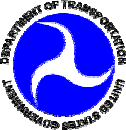 DEPARTMENT OF TRANSPORTATION
UNITED STATES GOVERNMENT